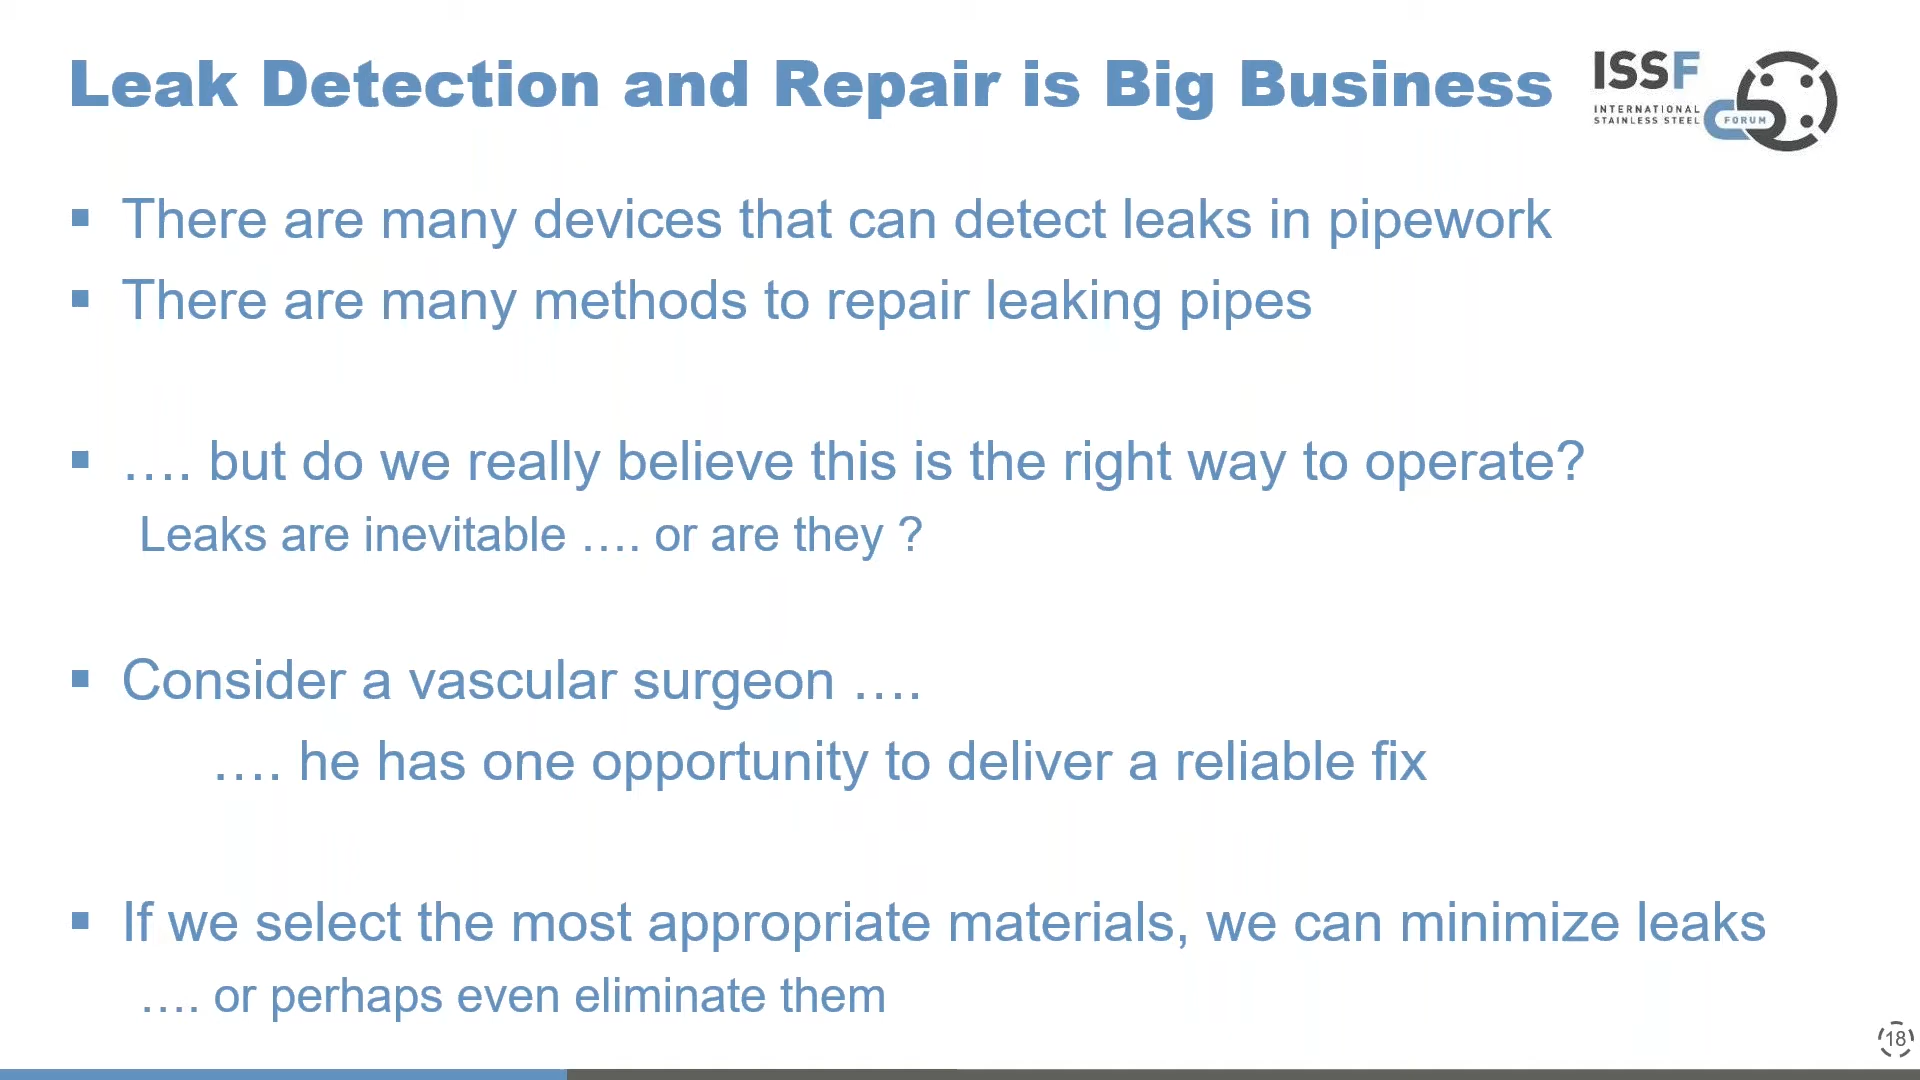 Leak Detection and Repair is Big Business
ISSF
INTERNATIONAL
STAINLESS STEEL
FORUM
▪ There are many devices that can detect leaks in pipework
▪ There are many methods to repair leaking pipes
▪ …. but do we really believe this is the right way to operate?
Leaks are inevitable …. or are they ?
▪ Consider a vascular surgeon ….
…. he has one opportunity to deliver a reliable fix
▪ If we select the most appropriate materials, we can minimize leaks
…. or perhaps even eliminate them
18